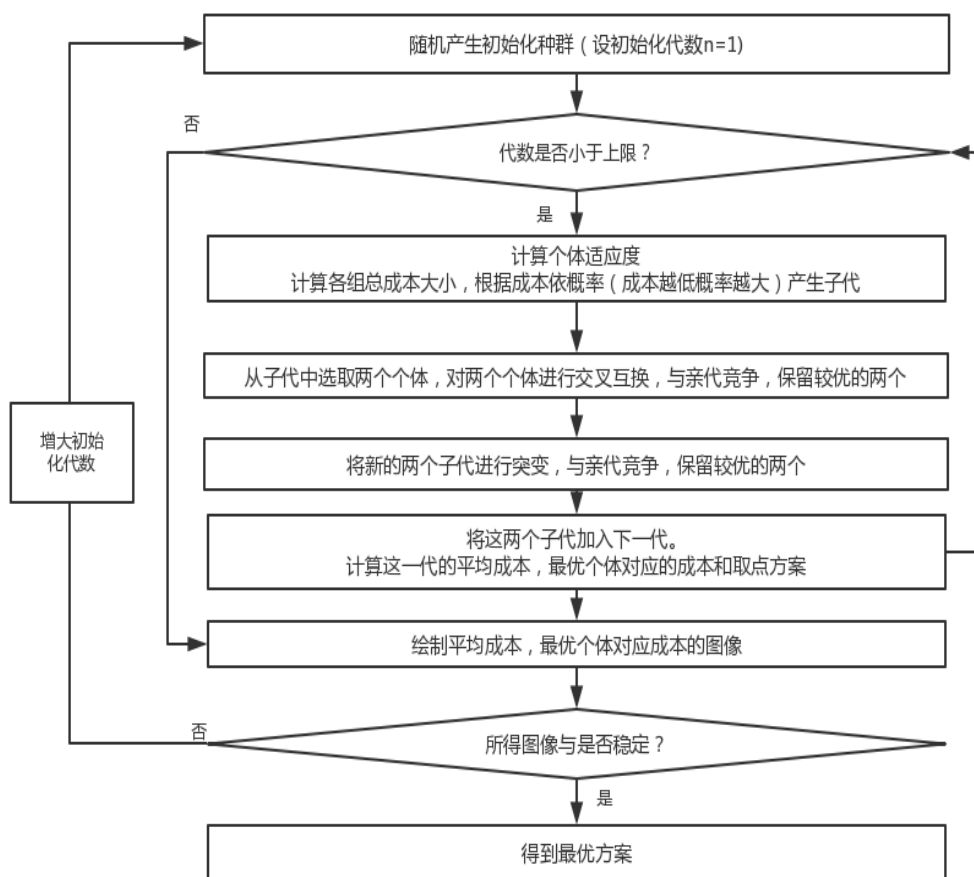 随机产生初始化种群（设初始化代数n=1)
否
代数是否小于上限？
是
计算个体适应度
计算各组总成本大小，根据成本依概率（成本越低概率越大）产生子代
从子代中选取两个个体，对两个个体进行交叉互换，与亲代竞争，保留较优的两个
增大初始
化代数
将新的两个子代进行突变，与亲代竞争，保留较优的两个
将这两个子代加入下一代。
计算这一代的平均成本，最优个体对应的成本和取点方案
绘制平均成本，最优个体对应成本的图像
否
所得图像与是否稳定？
是
得到最优方案